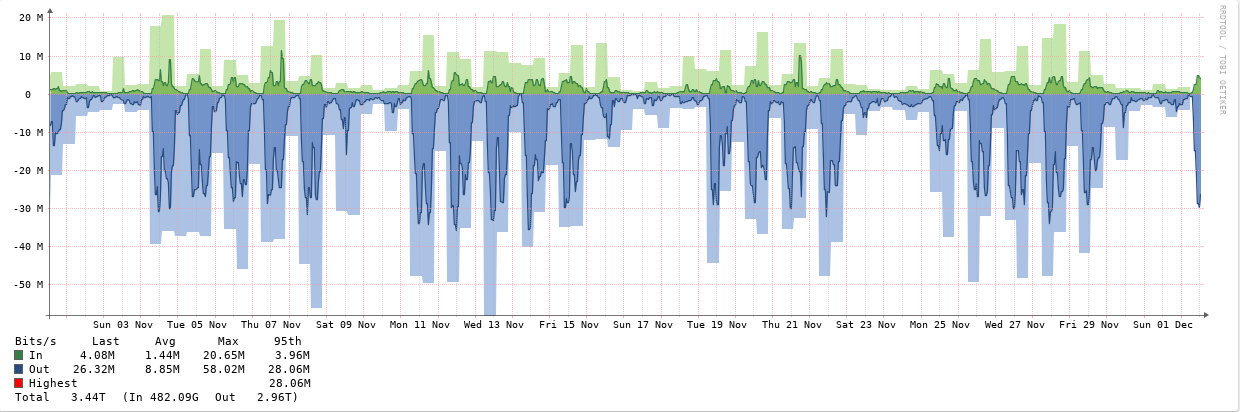 20 M
10 M
0
-10 M
-20 M
-30 M
-40 M
-50 M
Sun 03 Nov Tue 05 Nov Thu 07 Nov Sat 09 Nov Mon 11 Nov Wed 13 Nov Fri 15 Nov Sun 17 Nov Tue 19 Nov Thu 21 Nov Sat 23 Nov Mon 25 Nov Wed 27 Nov Fri 29 Nov Sun 01 Dec
RRDTOOL / TOBI OETIKER
Bits/s Last Avg Max 95th
In 4.08M 1.44M 20.65M 3.96M
Out 26.32M 8.85M 58.02M 28.06M
Highest 28.06M
Total 3.44T (In 482.09G Out 2.96T)